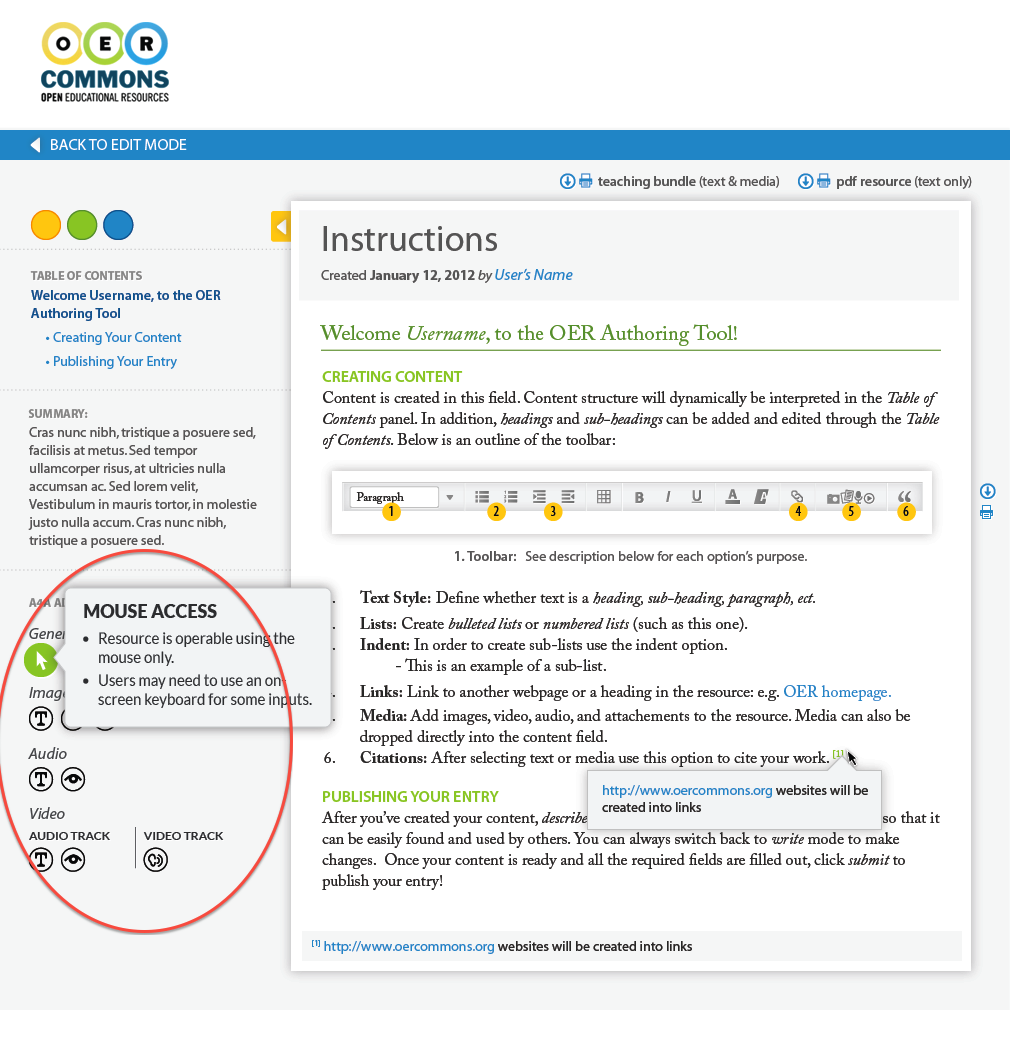 OER
COMMONS
OPEN EDUCATIONAL RESOURCES
BACK TO EDIT MODE
teaching bundle (text & media) pdf resource (text only)
TABLE OF CONTENTS
Welcome Username, to the OER
Authoring Tool
• Creating Your Content
• Publishing Your Entry
SUMMARY:
Cras nunc nibh, tristique a posuere sed,
facilisis at metus. Sed tempor
ullamcorper risus, at ultricies nulla
accumsan ac. Sed lorem velit,
Vestibulum in mauris tortor, in molestie
justo nulla accum. Cras nunc nibh,
tristique a posuere sed.
A4A
MOUSE ACCESS
• Resource is operable using the
mouse only.
• Users may need to use an on-
screen keyboard for some inputs.
Audio
T
Video
AUDIO TRACK VIDEO TRACK
T
Instructions
Created January 12, 2012 by User's Name
Welcome Username, to the OER Authoring Tool!
CREATING CONTENT
Content is created in this field. Content structure will dynamically be interpreted in the Table of
Contents panel. In addition, headings and sub-headings can be added and edited through the Table
of Contents. Below is an outline of the toolbar:
Paragraph B I U A A
1 2 3 4 5 6
1. Toolbar: See description below for each option's purpose.
Text Style: Define whether text is a heading, sub-heading, paragraph, ect.
Lists: Create bulleted lists or numbered lists (such as this one).
Indent: In order to create sub-lists use the indent option.
- This is an example of a sub-list.
Links: Link to another webpage or a heading in the resource: e.g. OER homepage.
Media: Add images, video, audio, and attachements to the resource. Media can also be
dropped directly into the content field.
6. Citations: After selecting text or media use this option to cite your work. [1]
http://www.oercommons.org websites will be
created into links
PUBLISHING YOUR ENTRY
After you've created your content, describe so that it
can be easily found and used by others. You can always switch back to write mode to make
changes. Once your content is ready and all the required fields are filled out, click submit to
publish your entry!
[1] http://www.oercommons.org websites will be created into links